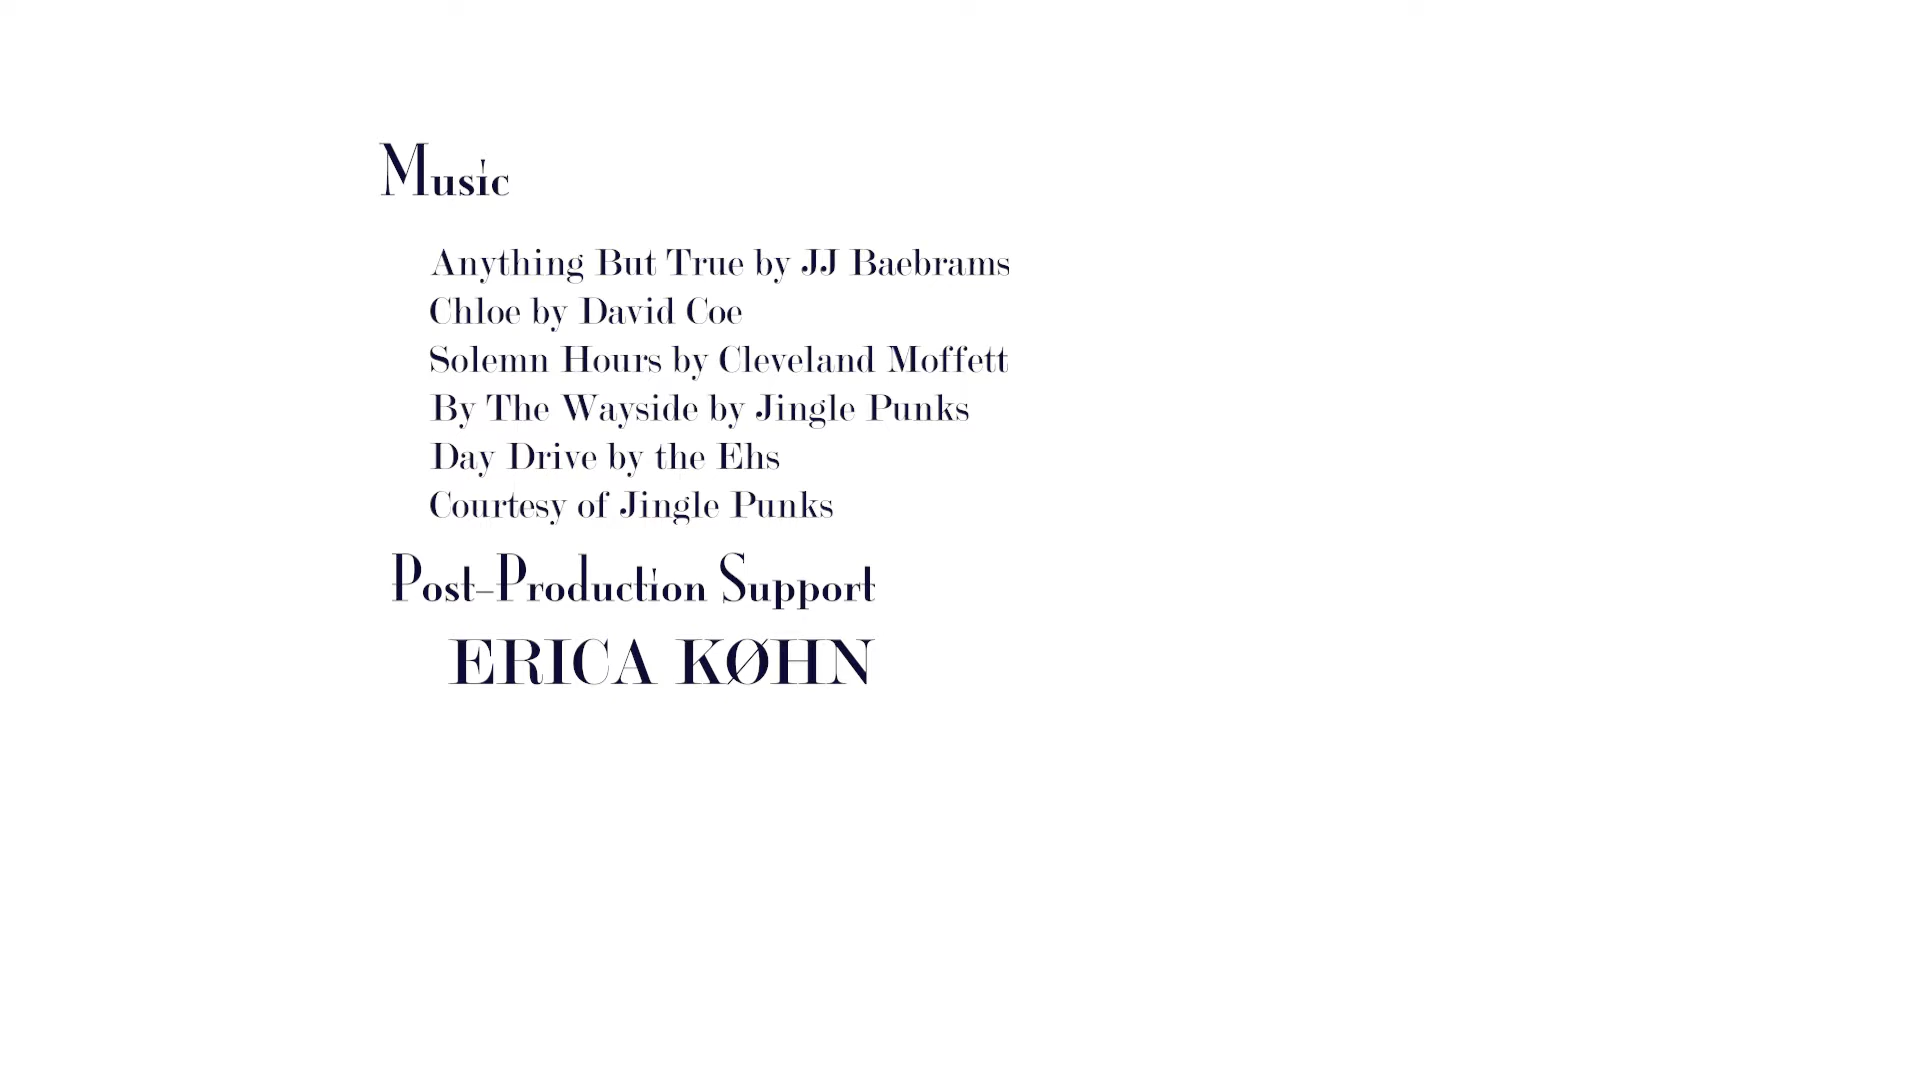 Music
Anything But True by JJ Baebrams
Chloe by David Coe
Solemn Hours by Cleveland Moffett
By The Wayside by Jingle Punks
Day Drive by the Ehs
Courtesy of Jingle Punks
Post-Production Support
ERICA KØHN